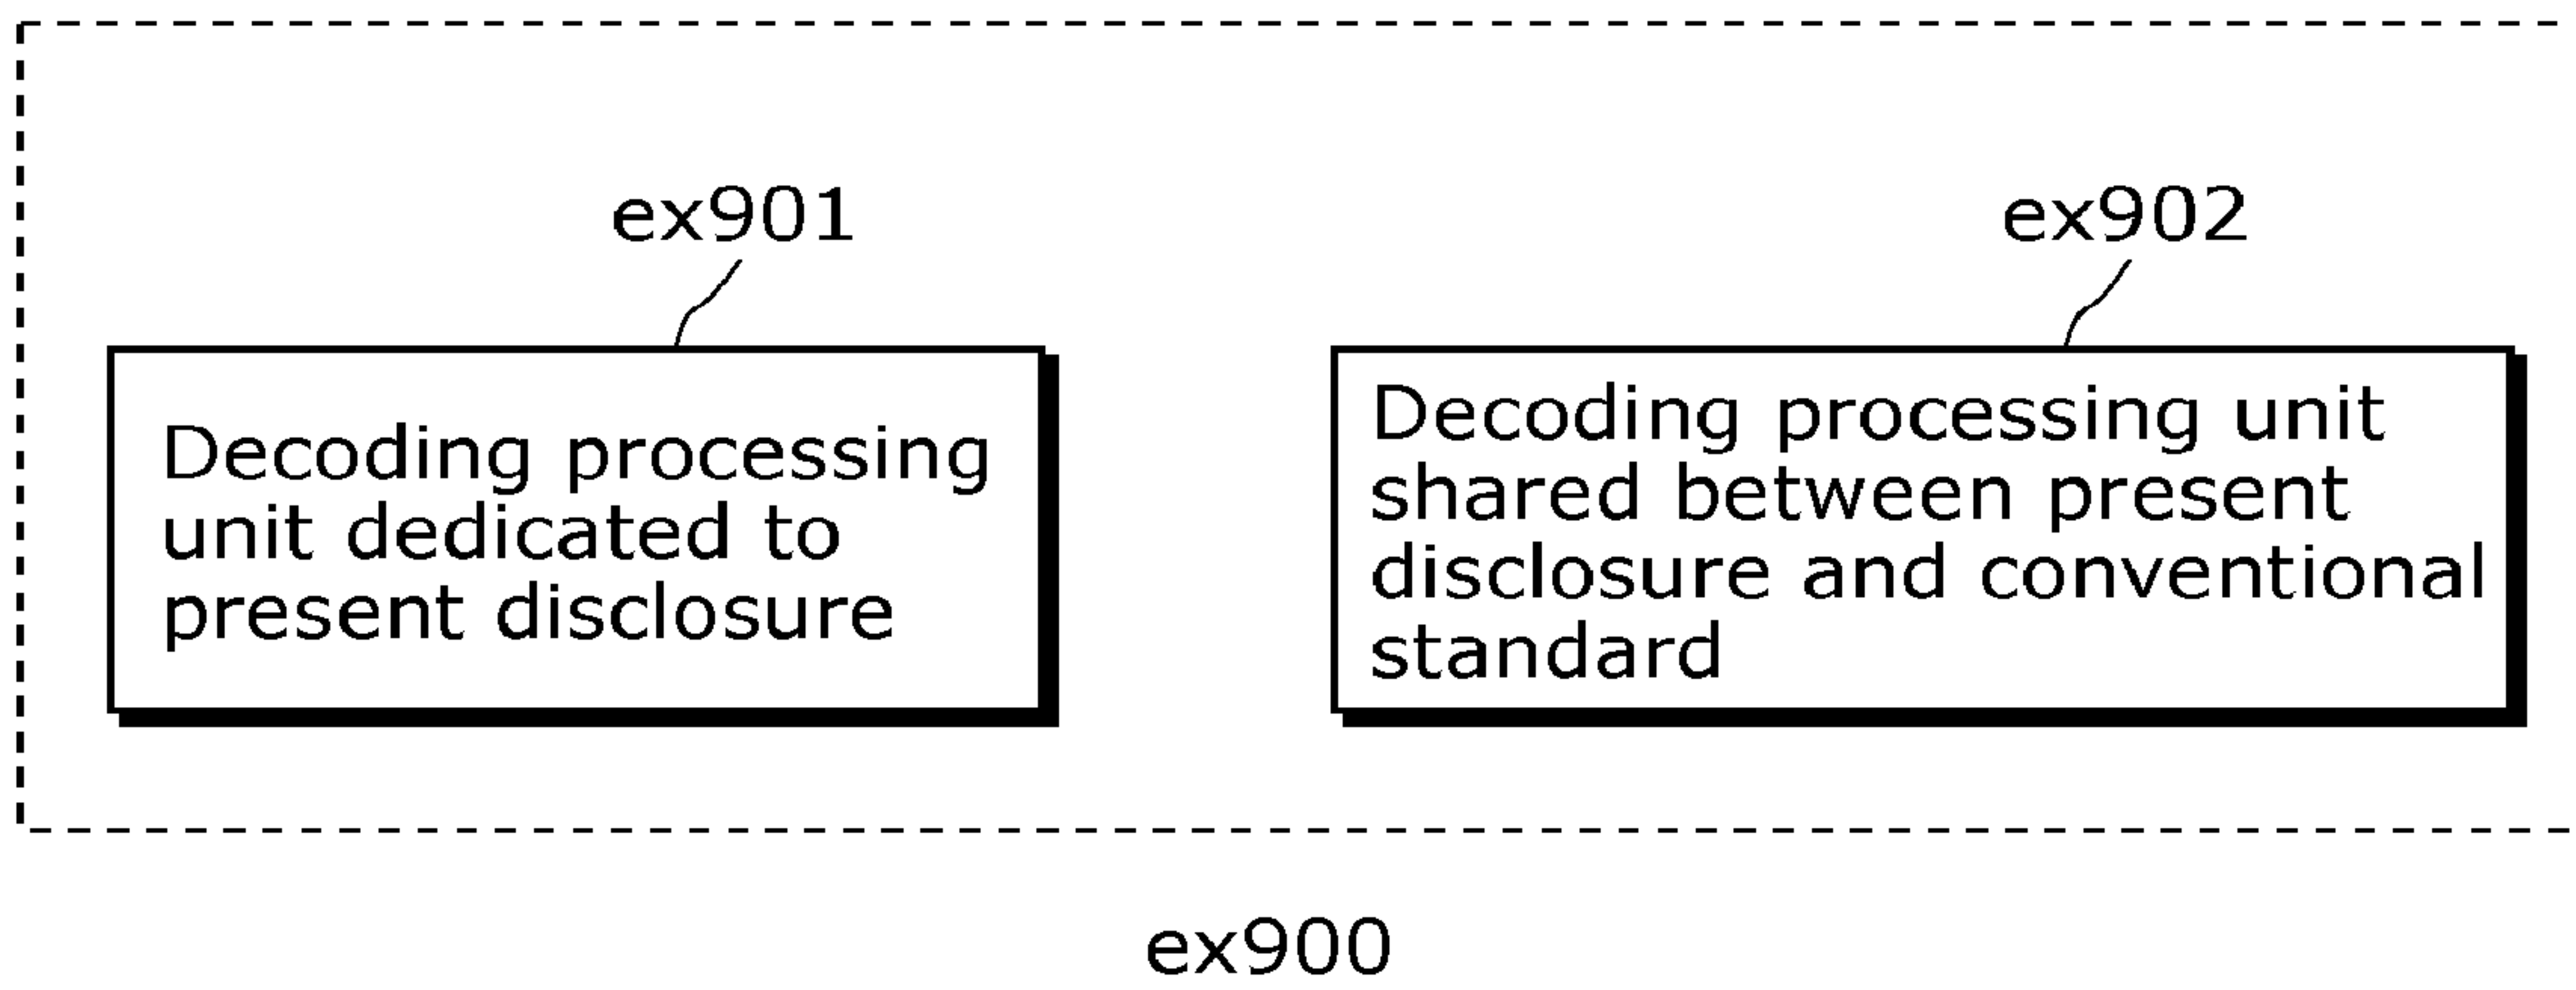 ex901
Decoding processing
unit dedicated to
present disclosure
ex902
Decoding processing unit
shared between present
disclosure and conventional
standard
ex900